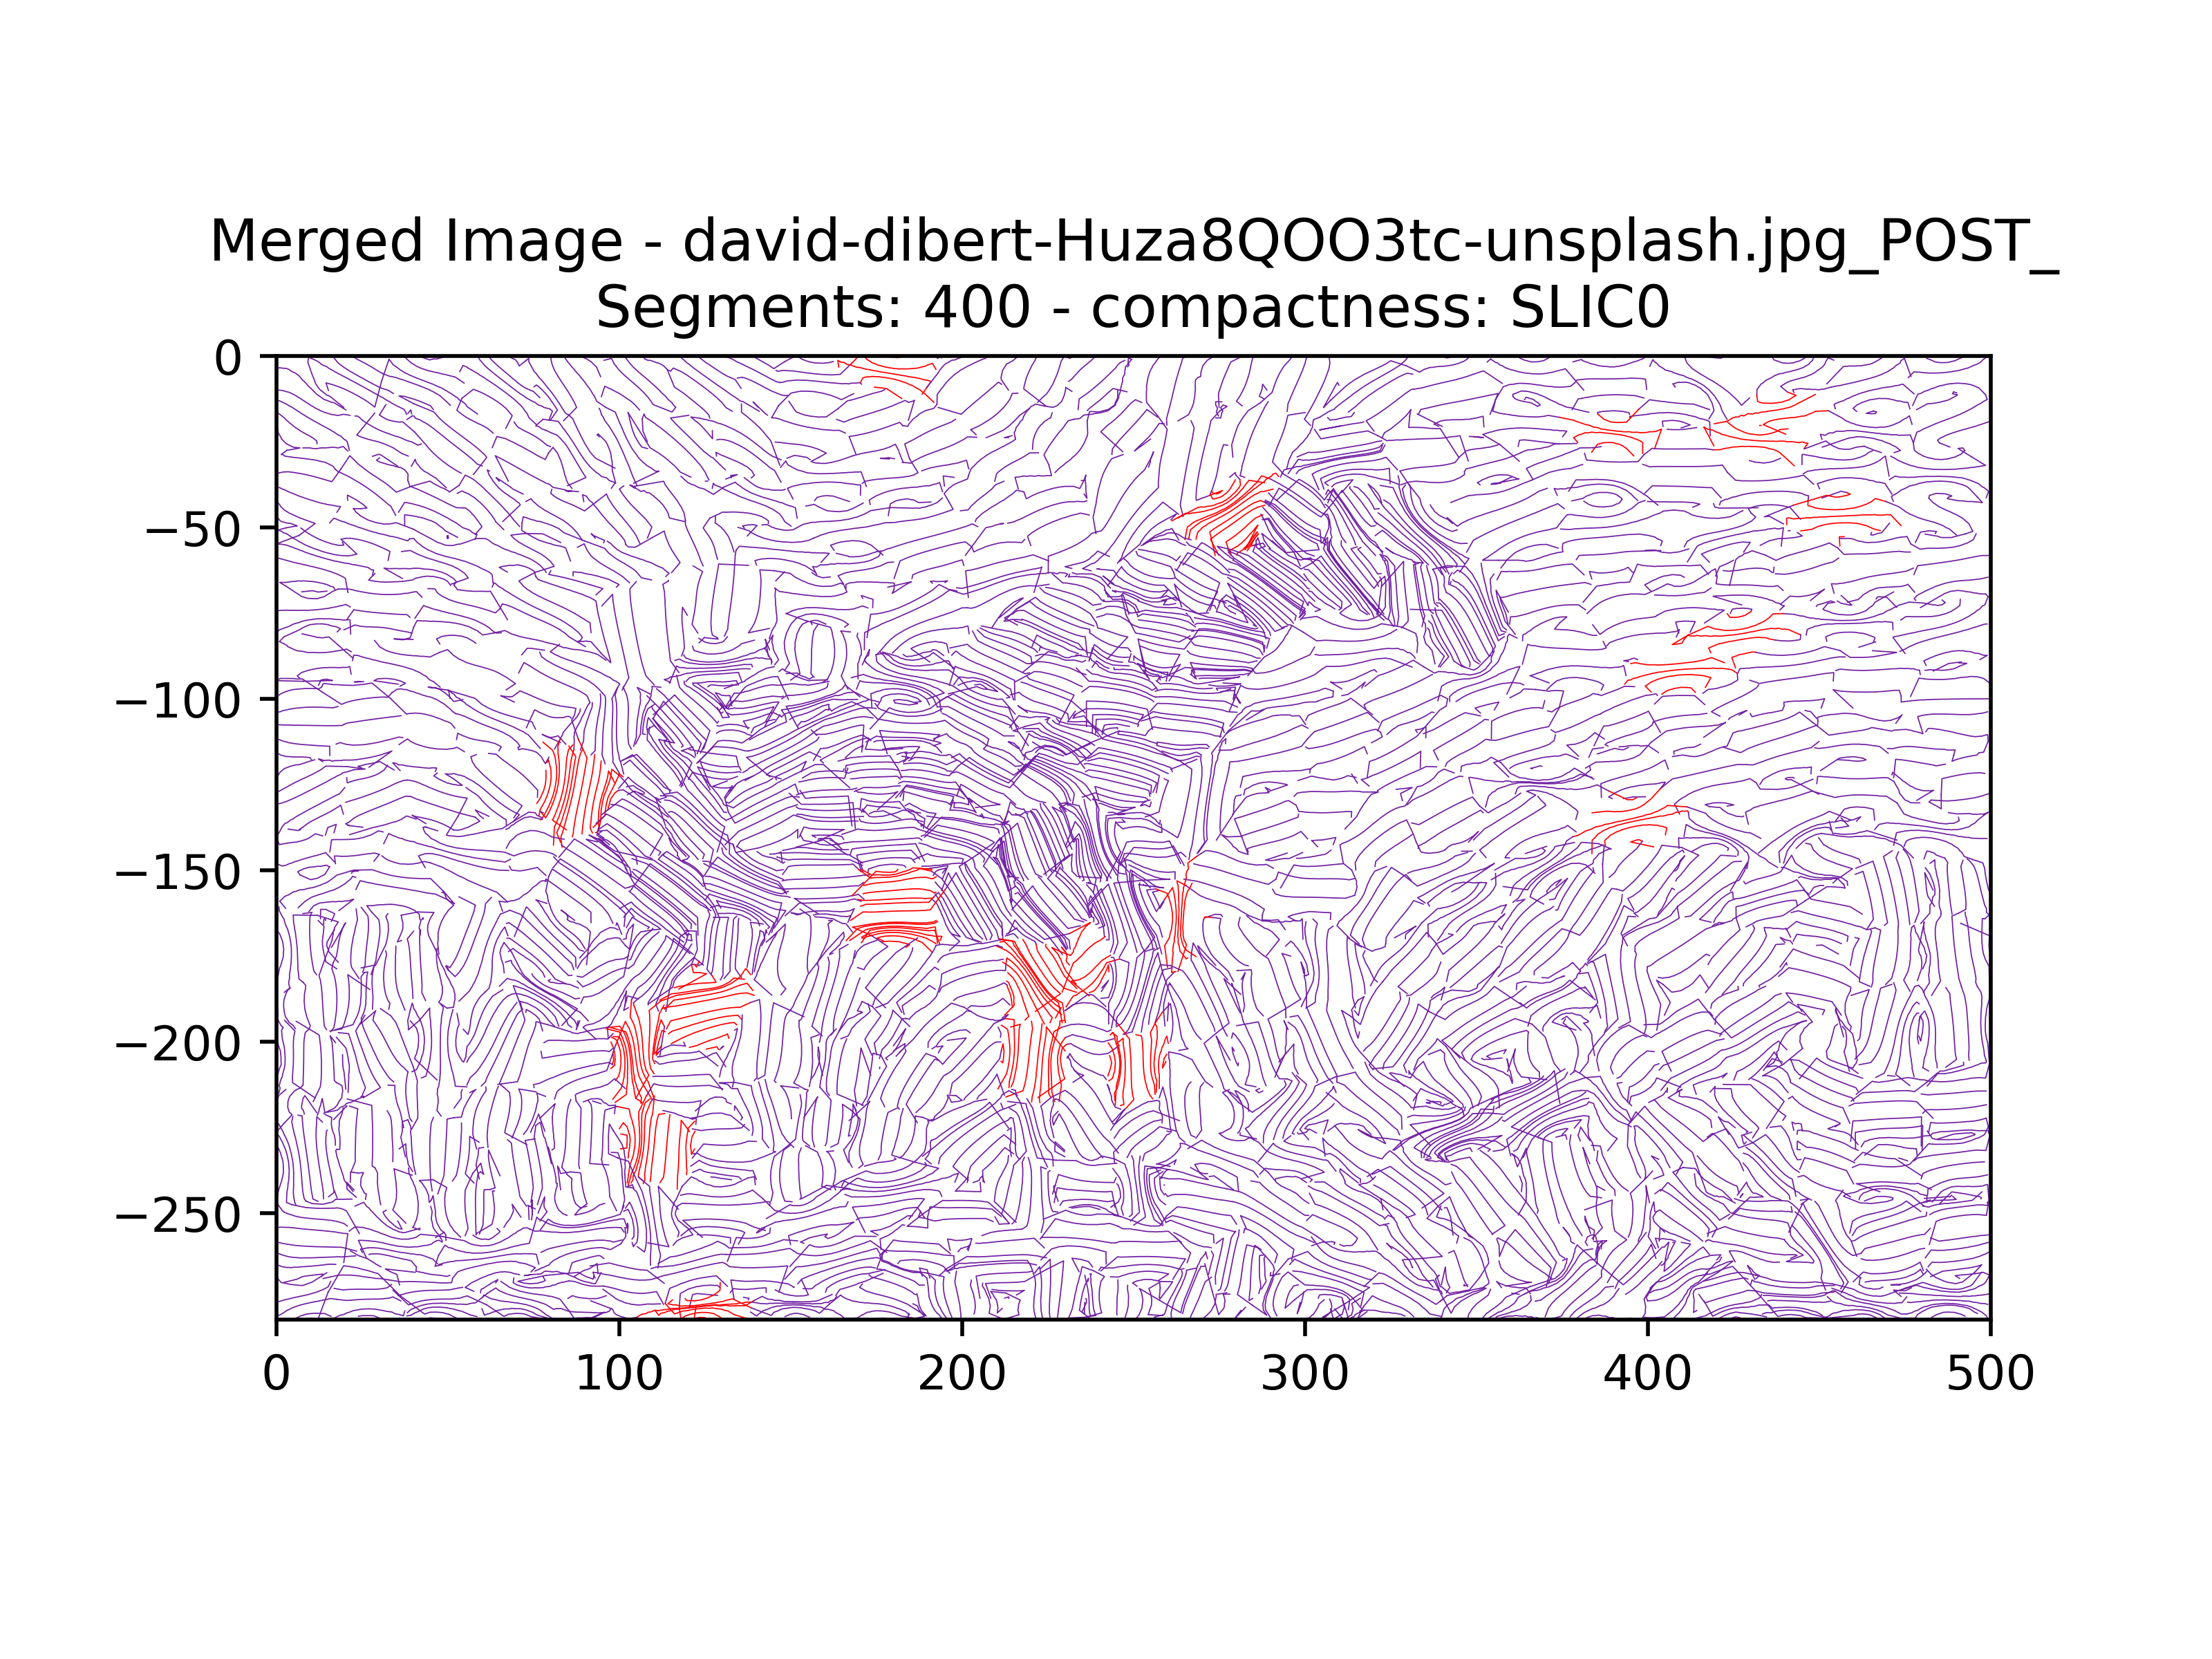 Merged Image - david-dibert-Huza8QOO3tc-unsplash.jpg_POST_
Segments: 400 - compactness: SLIC0
0
−50
−100
−150
−200
−250
0 100 200 300 400 500